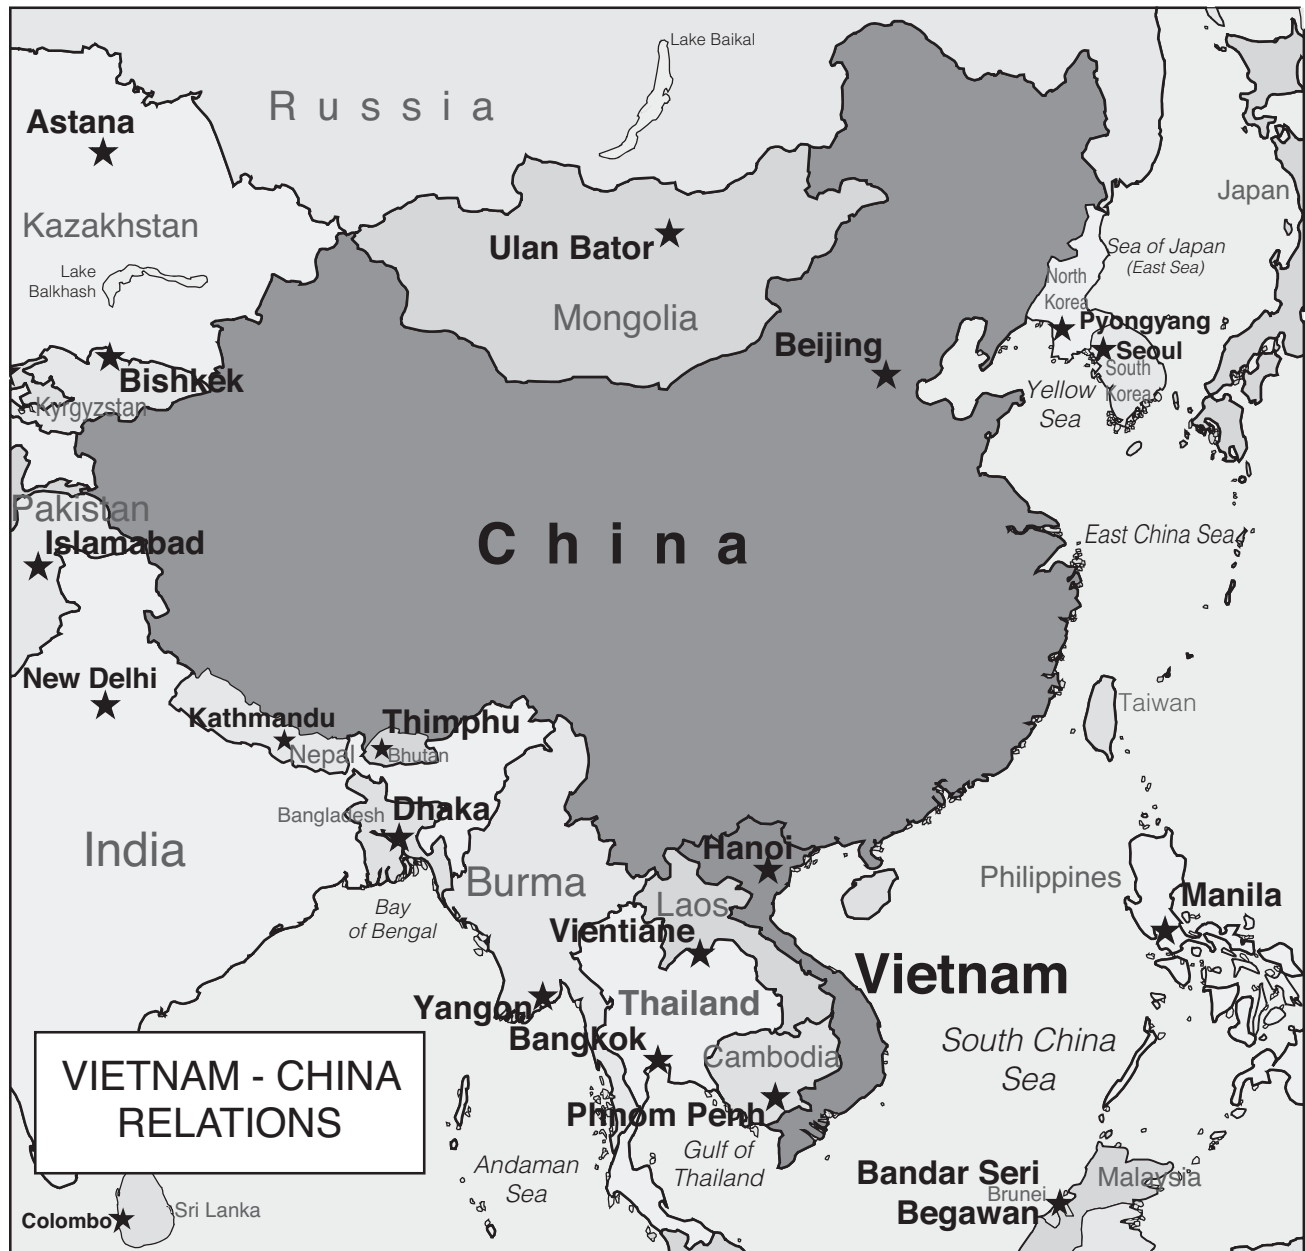 Lake Baikal
Russia
Astana
Kazakhstan
Japan
Ulan Bator
Sea of Japan
(East Sea)
Lake
Balkhash
North
Korea
Mongolia
Pyongyang
Beijing
Seoul
Bishkek
South
Korea
Kyrgyzstan
Yellow
Sea
Pakistan
Islamabad
China
East China Sea
New Delhi
Taiwan
Kathmandu
Thimphu
Nepal
Bhutan
Bangladesh
Dhaka
India
Hanoi
Burma
Philippines
Manila
Laos
Bay
of Bengal
Vientiane
Vietnam
Yangon
Thailand
Bangkok
South China
Sea
Cambodia
VIETNAM - CHINA
RELATIONS
Phnom Penh
Gulf of
Thailand
Andaman
Sea
Bandar Seri
Begawan
Brunei
Malaysia
Colombo
Sri Lanka